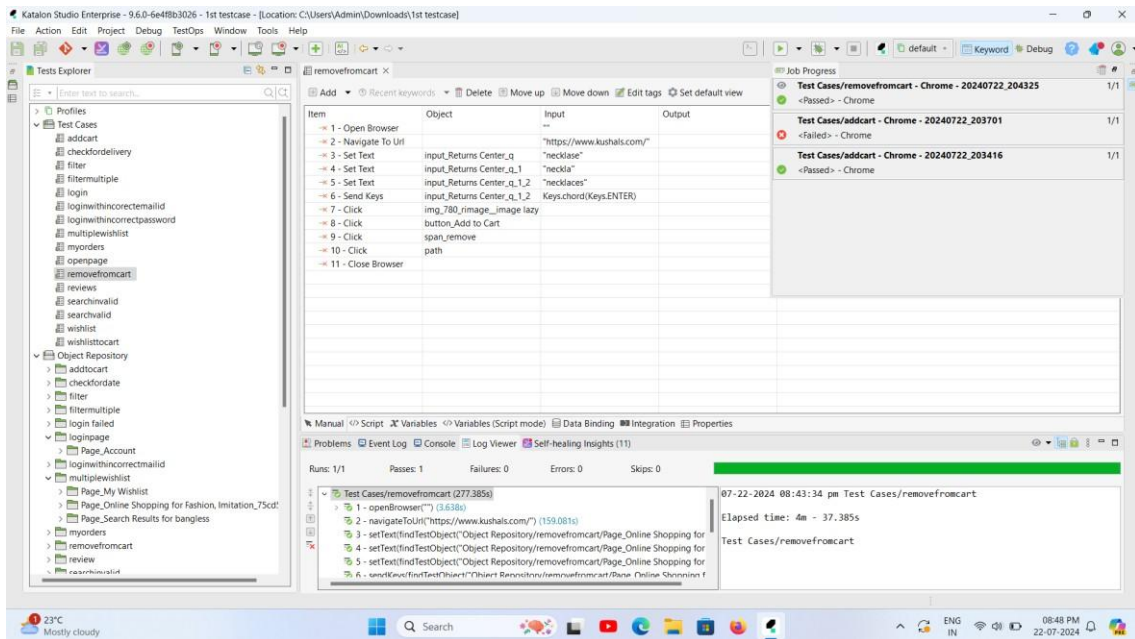 Katalon Studio Enterprise - 9.6.0-6e4f8b3026 - 1st testcase - [Location: C:\Users\Admin\Downloads\1st testcase]
File Action Edit Project Debug TestOps Window Tools Help
default Keyword Debug
Tests Explorer
Enter text to search...
Profiles
Test Cases
addcart
checkfordelivery
filter
filtermultiple
login
loginwithincorectemailid
loginwithincorrectpassword
multiplewishlist
myorders
openpage
removefromcart
reviews
searchinvalid
searchvalid
wishlist
wishlisttocart
Object Repository
addtocart
checkfordate
filter
filtermultiple
login failed
loginpage
Page_Account
loginwithincorrectmailid
multiplewishlist
Page_My Wishlist
Page_Online Shopping for Fashion, Imitation_75cd5
Page_Search Results for bangless
myorders
removefromcart
review
searchinvalid
removefromcart
Add Recent keywords Delete Move up Move down Edit tags Set default view
Item Object Input Output
1 - Open Browser ""
2 - Navigate To Url "https://www.kushals.com/"
3 - Set Text input_Returns Center_q "necklase"
4 - Set Text input_Returns Center_q_1 "neckla"
5 - Set Text input_Returns Center_q_1_2 "necklaces"
6 - Send Keys input_Returns Center_q_1_2 Keys.chord(Keys.ENTER)
7 - Click img_780_rimage__image lazy
8 - Click button_Add to Cart
9 - Click span_remove
10 - Click path
11 - Close Browser
Job Progress
Test Cases/removefromcart - Chrome - 20240722_204325 1/1
<Passed> - Chrome
Test Cases/addcart - Chrome - 20240722_203701 1/1
<Failed> - Chrome
Test Cases/addcart - Chrome - 20240722_203416 1/1
<Passed> - Chrome
Manual </> Script Variables </> Variables (Script mode) Data Binding Integration Properties
Problems Event Log Console Log Viewer Self-healing Insights (11)
Runs: 1/1 Passes: 1 Failures: 0 Errors: 0 Skips: 0
Test Cases/removefromcart (277.385s)
1 - openBrowser("") (3.638s)
2 - navigateToUrl("https://www.kushals.com/") (159.081s)
3 - setText(findTestObject("Object Repository/removefromcart/Page_Online Shopping for
4 - setText(findTestObject("Object Repository/removefromcart/Page_Online Shopping for
5 - setText(findTestObject("Object Repository/removefromcart/Page_Online Shopping for
6 - sendKeys(findTestObject("Object Repository/removefromcart/Page_Online Shopping f
07-22-2024 08:43:34 pm Test Cases/removefromcart
Elapsed time: 4m - 37.385s
Test Cases/removefromcart
1
23°C
Mostly cloudy
Search
ENG
IN
08:48 PM
22-07-2024